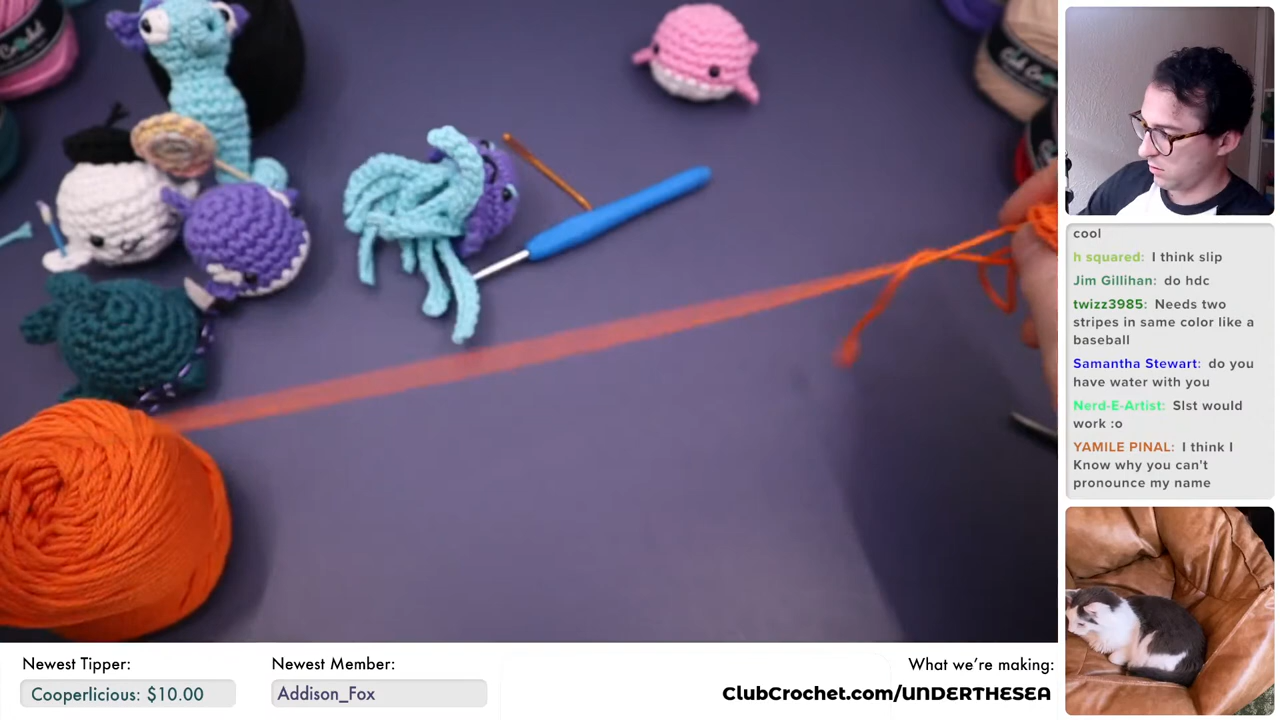 cool
h squared: I think slip
Jim Gillihan: do hdc
twizz3985: Needs two
stripes in same color like a
baseball
Samantha Stewart: do you
have water with you
Nerd-E-Artist: Slst would
work :o
YAMILE PINAL: I think I
Know why you can't
pronounce my name
Newest Tipper:
Cooperlicious: $10.00
Newest Member:
Addison_Fox
What we're making:
ClubCrochet.com/UNDERTHESEA